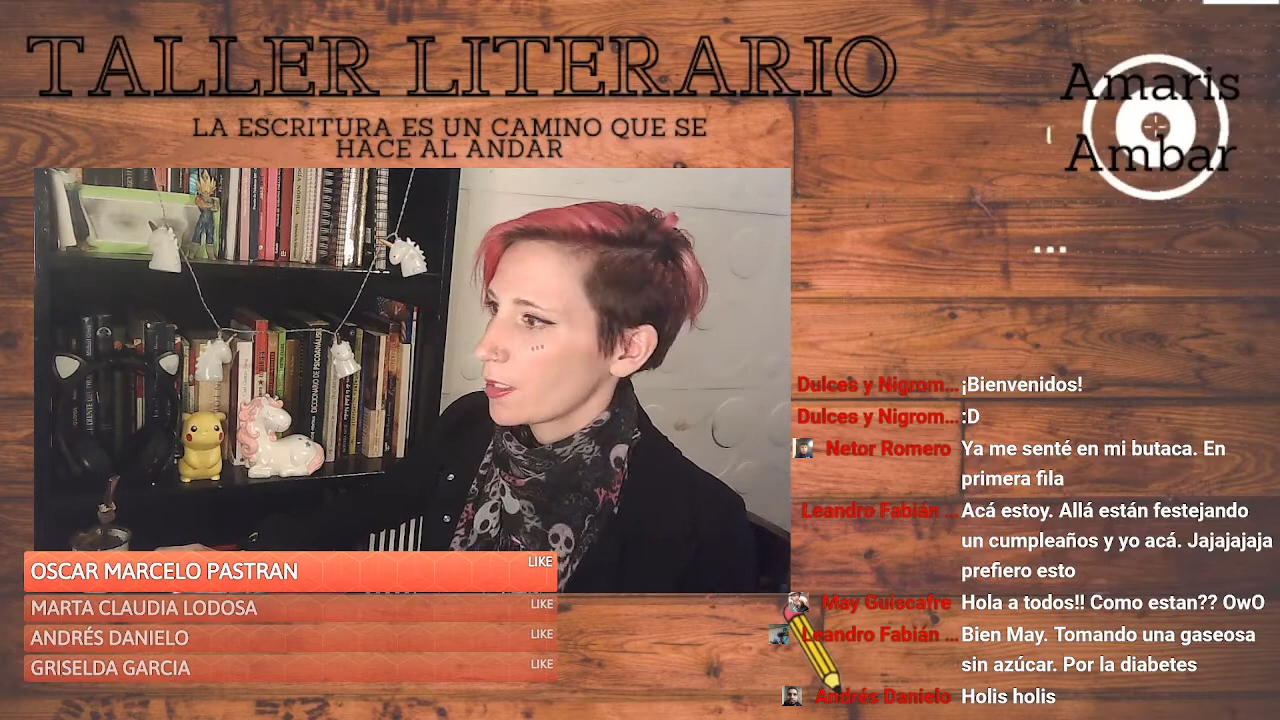 TALLER LITERARIO
LA ESCRITURA ES UN CAMINO QUE SE
HACE AL ANDAR
Amaris
Ambar
...
DICCIONARIO DE PSICOANÁLISIS
Dulces y Nigrom... ¡Bienvenidos!
Dulces y Nigrom... :D
Netor Romero Ya me senté en mi butaca. En
primera fila
Leandro Fabián ... Acá estoy. Allá están festejando
un cumpleaños y yo acá. Jajajajaja
prefiero esto
May Guiscafre Hola a todos!! Como estan?? OwO
Leandro Fabián ... Bien May. Tomando una gaseosa
sin azúcar. Por la diabetes
Andrés Danielo Holis holis
OSCAR MARCELO PASTRAN LIKE
MARTA CLAUDIA LODOSA LIKE
ANDRÉS DANIELO LIKE
GRISELDA GARCIA LIKE